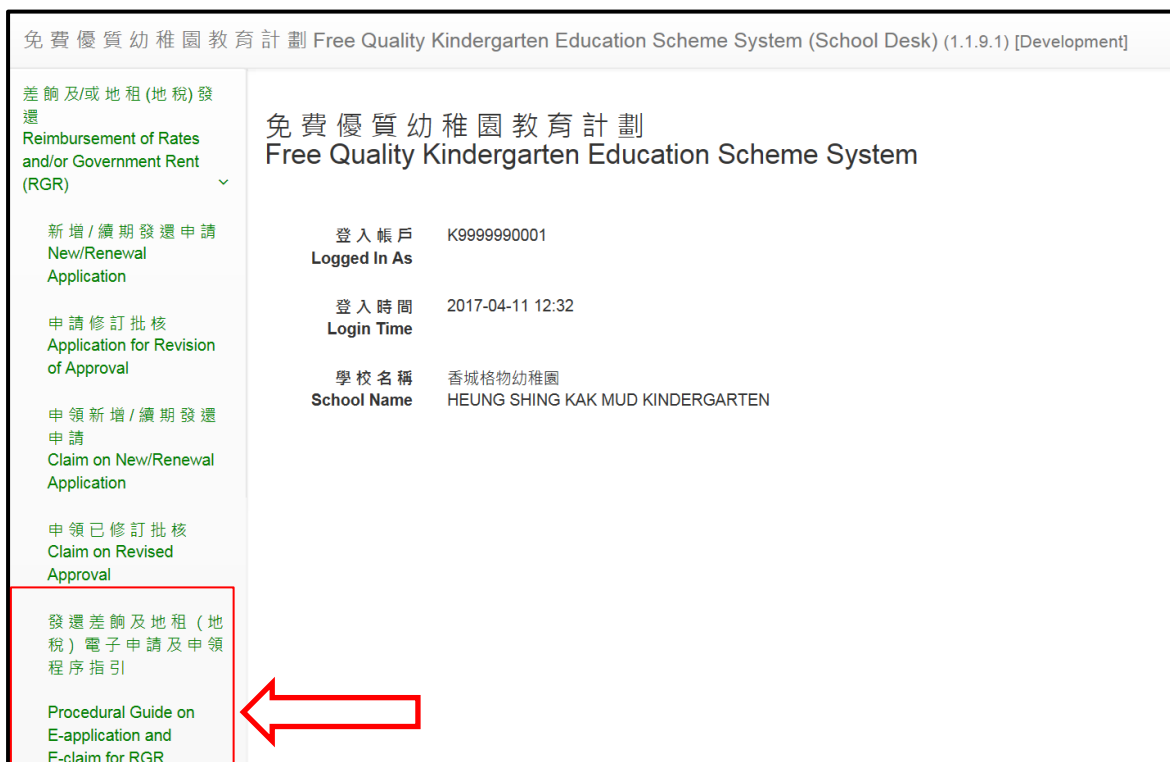 免費優質幼稚園教育計劃 Free Quality Kindergarten Education Scheme System (School Desk) (1.1.9.1) [Development]
差餉及/或地租(地稅)發
還
Reimbursement of Rates
and/or Government Rent
(RGR)
新增/續期發還申請
New/Renewal
Application
申請修訂批核
Application for Revision
of Approval
申領新增/續期發還
申請
Claim on New/Renewal
Application
申領已修訂批核
Claim on Revised
Approval
發還差餉及地租(地
稅)電子申請及申領
程序指引
Procedural Guide on
E-application and
E-claim for RGR
免費優質幼稚園教育計劃
Free Quality Kindergarten Education Scheme System
登入帳戶 K9999990001
Logged In As
登入時間 2017-04-11 12:32
Login Time
學校名稱 香城格物幼稚園
School Name HEUNG SHING KAK MUD KINDERGARTEN